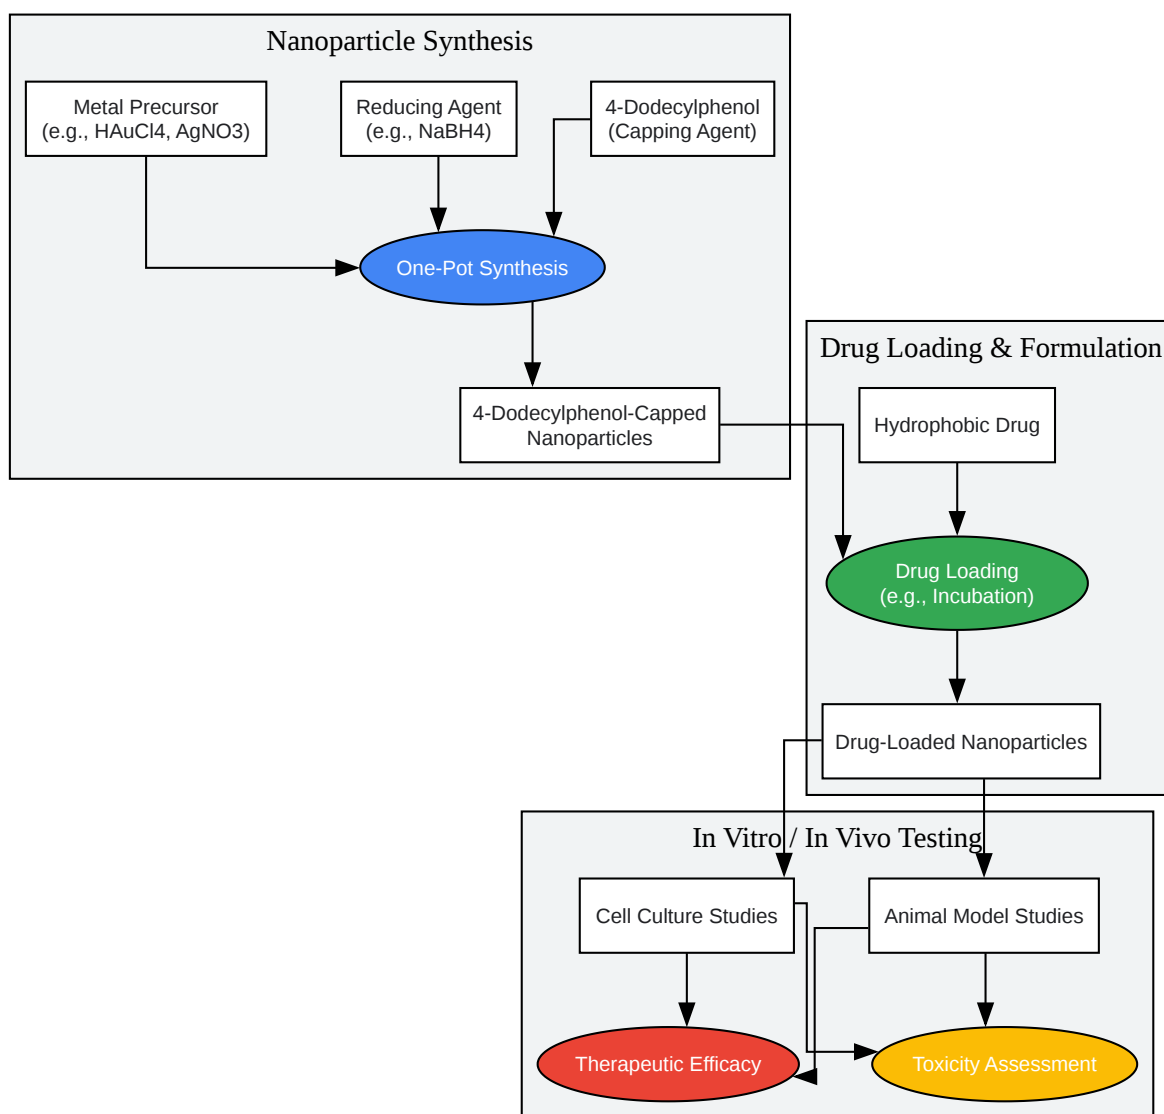 Nanoparticle Synthesis
Metal Precursor
(e.g., HAuCl4, AgNO3)
Reducing Agent
(e.g., NaBH4)
4-Dodecylphenol
(Capping Agent)
One-Pot Synthesis
4-Dodecylphenol-Capped
Nanoparticles
Drug Loading & Formulation
Hydrophobic Drug
Drug Loading
(e.g., Incubation)
Drug-Loaded Nanoparticles
In Vitro / In Vivo Testing
Cell Culture Studies
Animal Model Studies
Therapeutic Efficacy
Toxicity Assessment